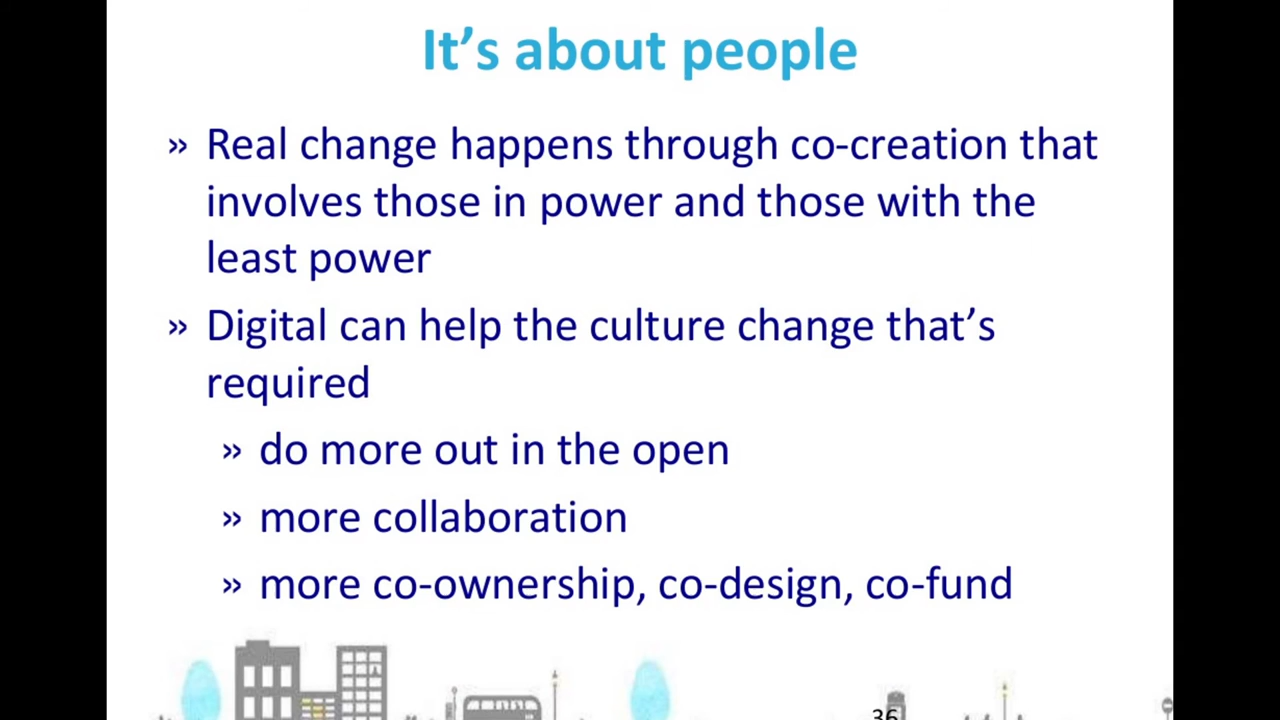 It’s about people
» Real change happens through co-creation that
involves those in power and those with the
least power
» Digital can help the culture change that’s
required
» do more out in the open
» more collaboration
» more co-ownership, co-design, co-fund
36